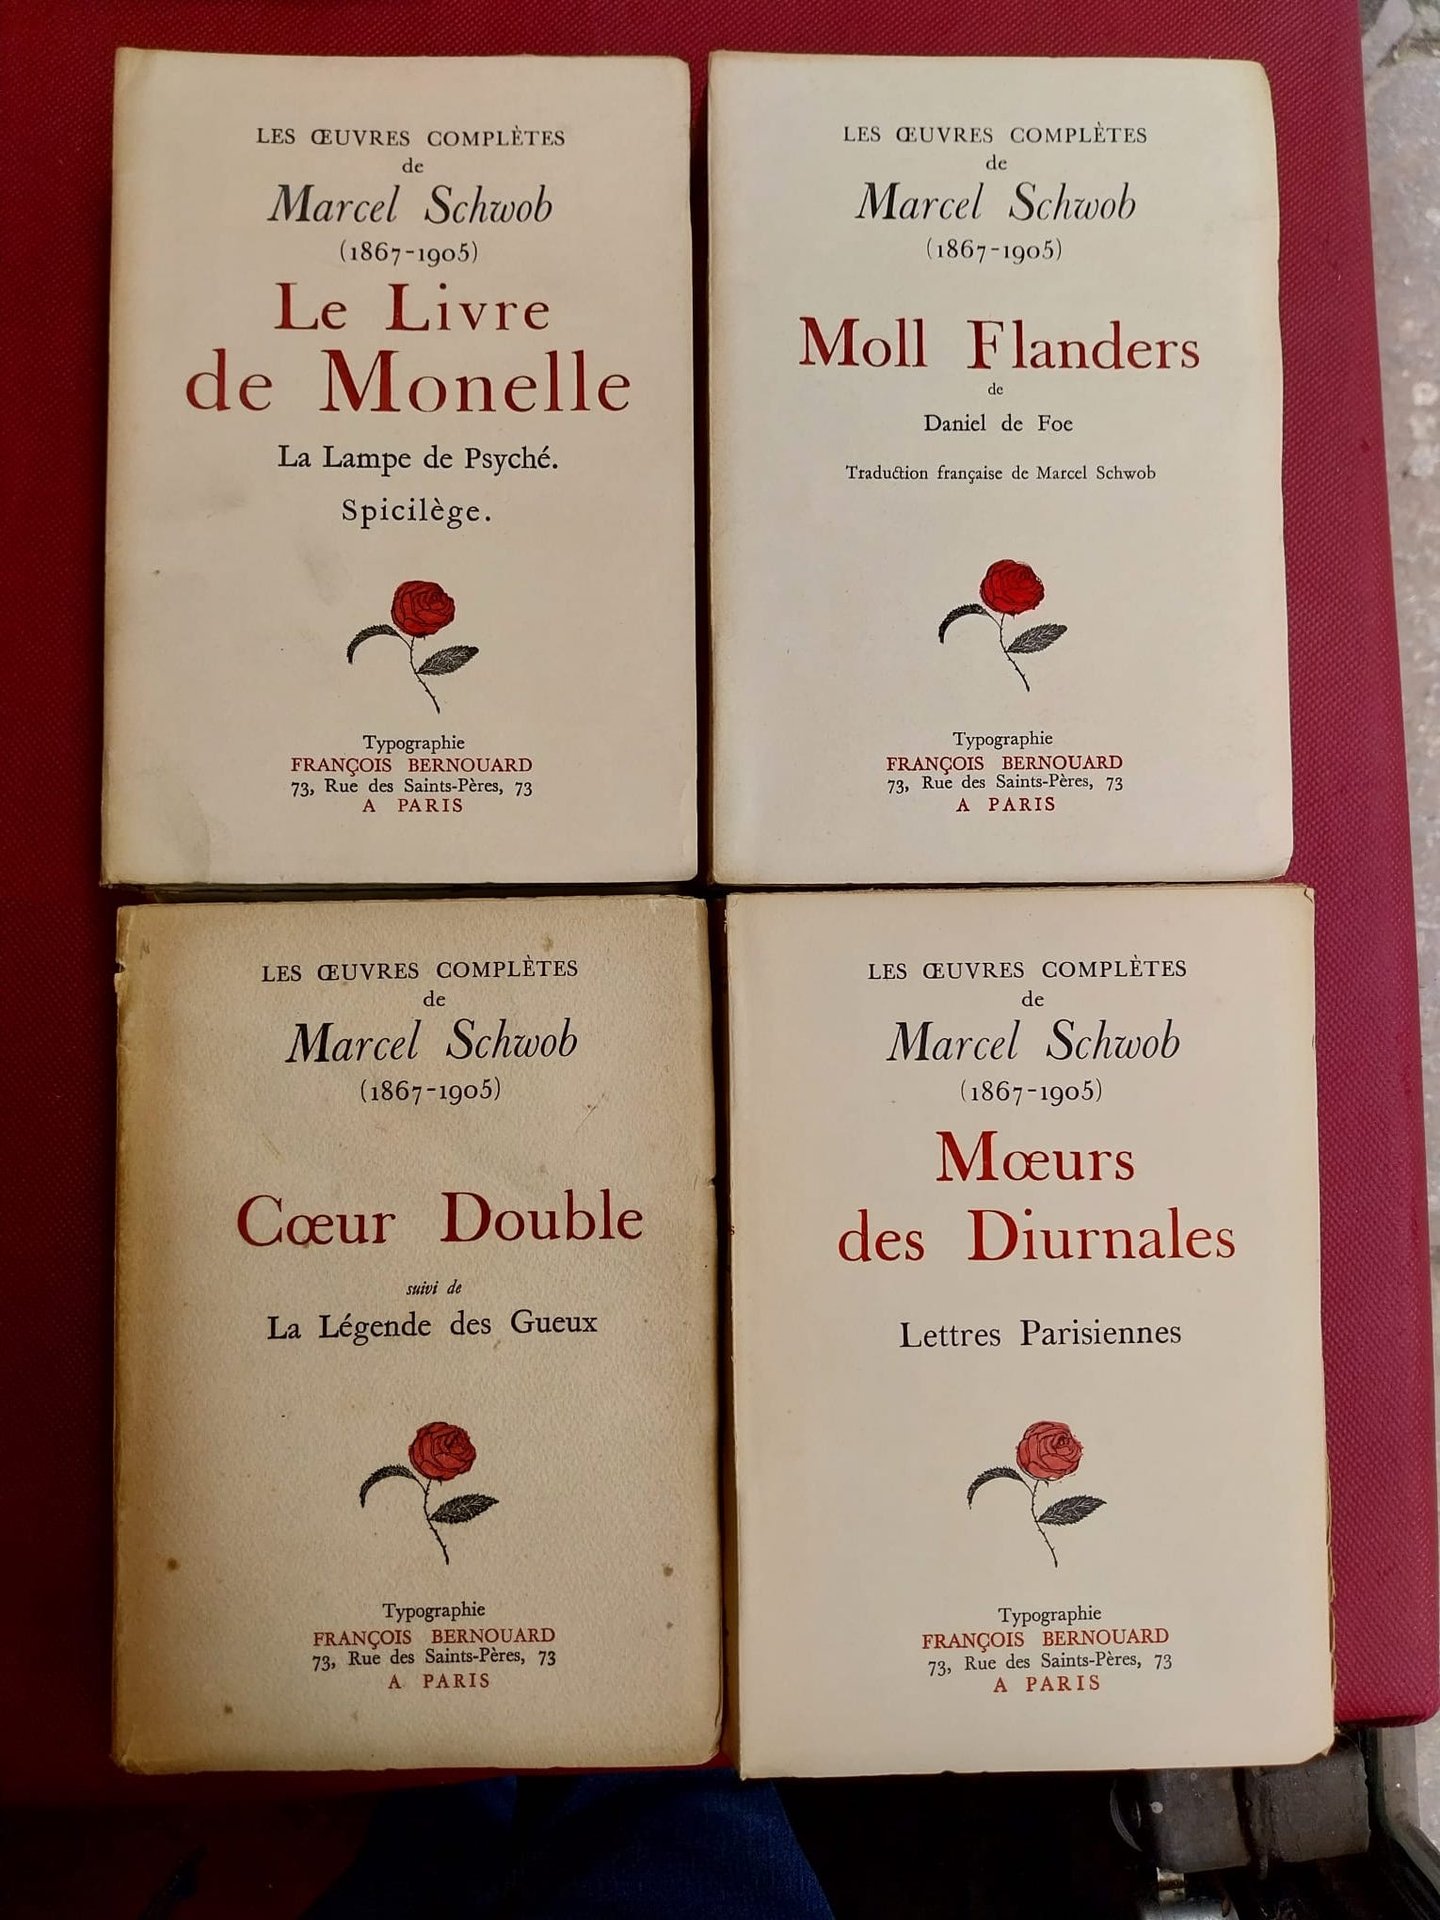 LES ŒUVRES COMPLÈTES
de
Marcel Schwob
(1867-1905)
Le Livre
de Monelle
La Lampe de Psyché.
Spicilège.
Typographie
FRANÇOIS BERNOUARD
73, Rue des Saints-Pères, 73
A PARIS
LES ŒUVRES COMPLÈTES
de
Marcel Schwob
(1867-1905)
Moll Flanders
de
Daniel de Foe
Traduction française de Marcel Schwob
Typographie
FRANÇOIS BERNOUARD
73, Rue des Saints-Pères, 73
A PARIS
LES ŒUVRES COMPLÈTES
de
Marcel Schwob
(1867-1905)
Cœur Double
suivi de
La Légende des Gueux
Typographie
FRANÇOIS BERNOUARD
73, Rue des Saints-Pères, 73
A PARIS
LES ŒUVRES COMPLÈTES
de
Marcel Schwob
(1867-1905)
Mœurs
des Diurnales
Lettres Parisiennes
Typographie
FRANÇOIS BERNOUARD
73, Rue des Saints-Pères, 73
A PARIS